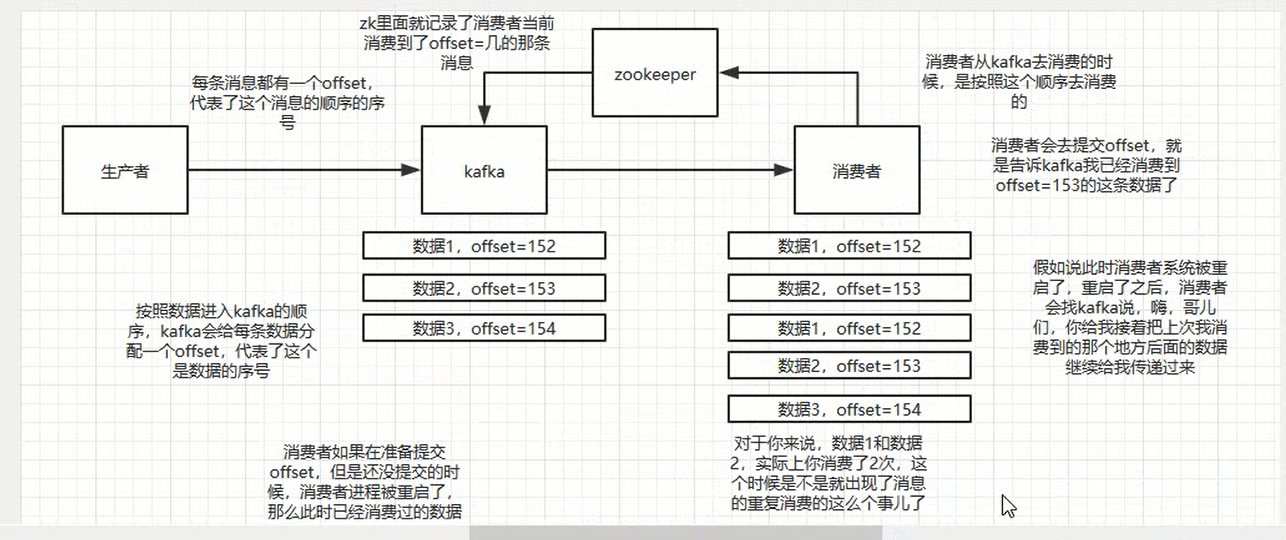 zk里面就记录了消费者当前
消费到了offset=几的那条
消息
zookeeper
消费者从kafka去消费的时
候，是按照这个顺序去消费
的
每条消息都有一个offset，
代表了这个消息的顺序的序
号
生产者
kafka
消费者
消费者会去提交offset，就
是告诉kafka我已经消费到
offset=153的这条数据了
数据1，offset=152
数据2，offset=153
数据3，offset=154
数据1，offset=152
数据2，offset=153
数据1，offset=152
数据2，offset=153
数据3，offset=154
假如说此时消费者系统被重
启了，重启了之后，消费者
会找kafka说，嗨，哥儿
们，你给我接着把上次我消
费到的那个地方后面的数据
继续给我传递过来
按照数据进入kafka的顺
序，kafka会给每条数据分
配一个offset，代表了这个
是数据的序号
消费者如果在准备提交
offset，但是还没提交的时
候，消费者进程被重启了，
那么此时已经消费过的数据
对于你来说，数据1和数据
2，实际上你消费了2次，这
个时候是不是就出现了消息
的重复消费的这么个事儿了